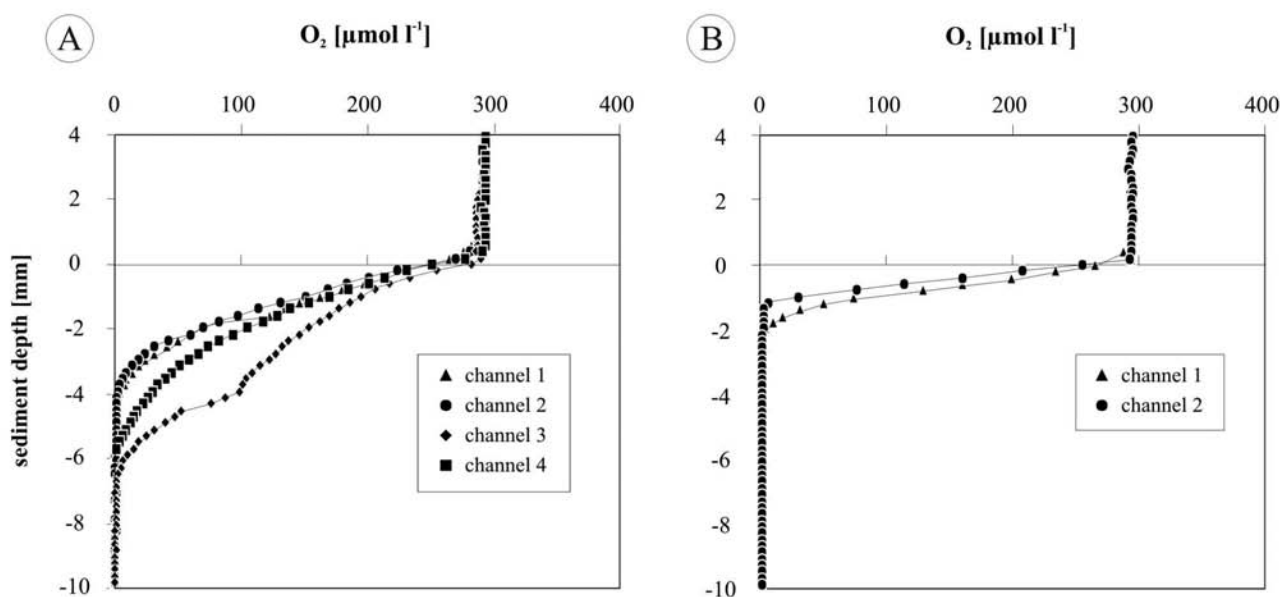 A
O₂ [µmol l⁻¹]
0 100 200 300 400
4
2
0
-2
-4
-6
-8
-10
sediment depth [mm]
channel 1
channel 2
channel 3
channel 4
B
O₂ [µmol l⁻¹]
0 100 200 300 400
4
2
0
-2
-4
-6
-8
-10
channel 1
channel 2